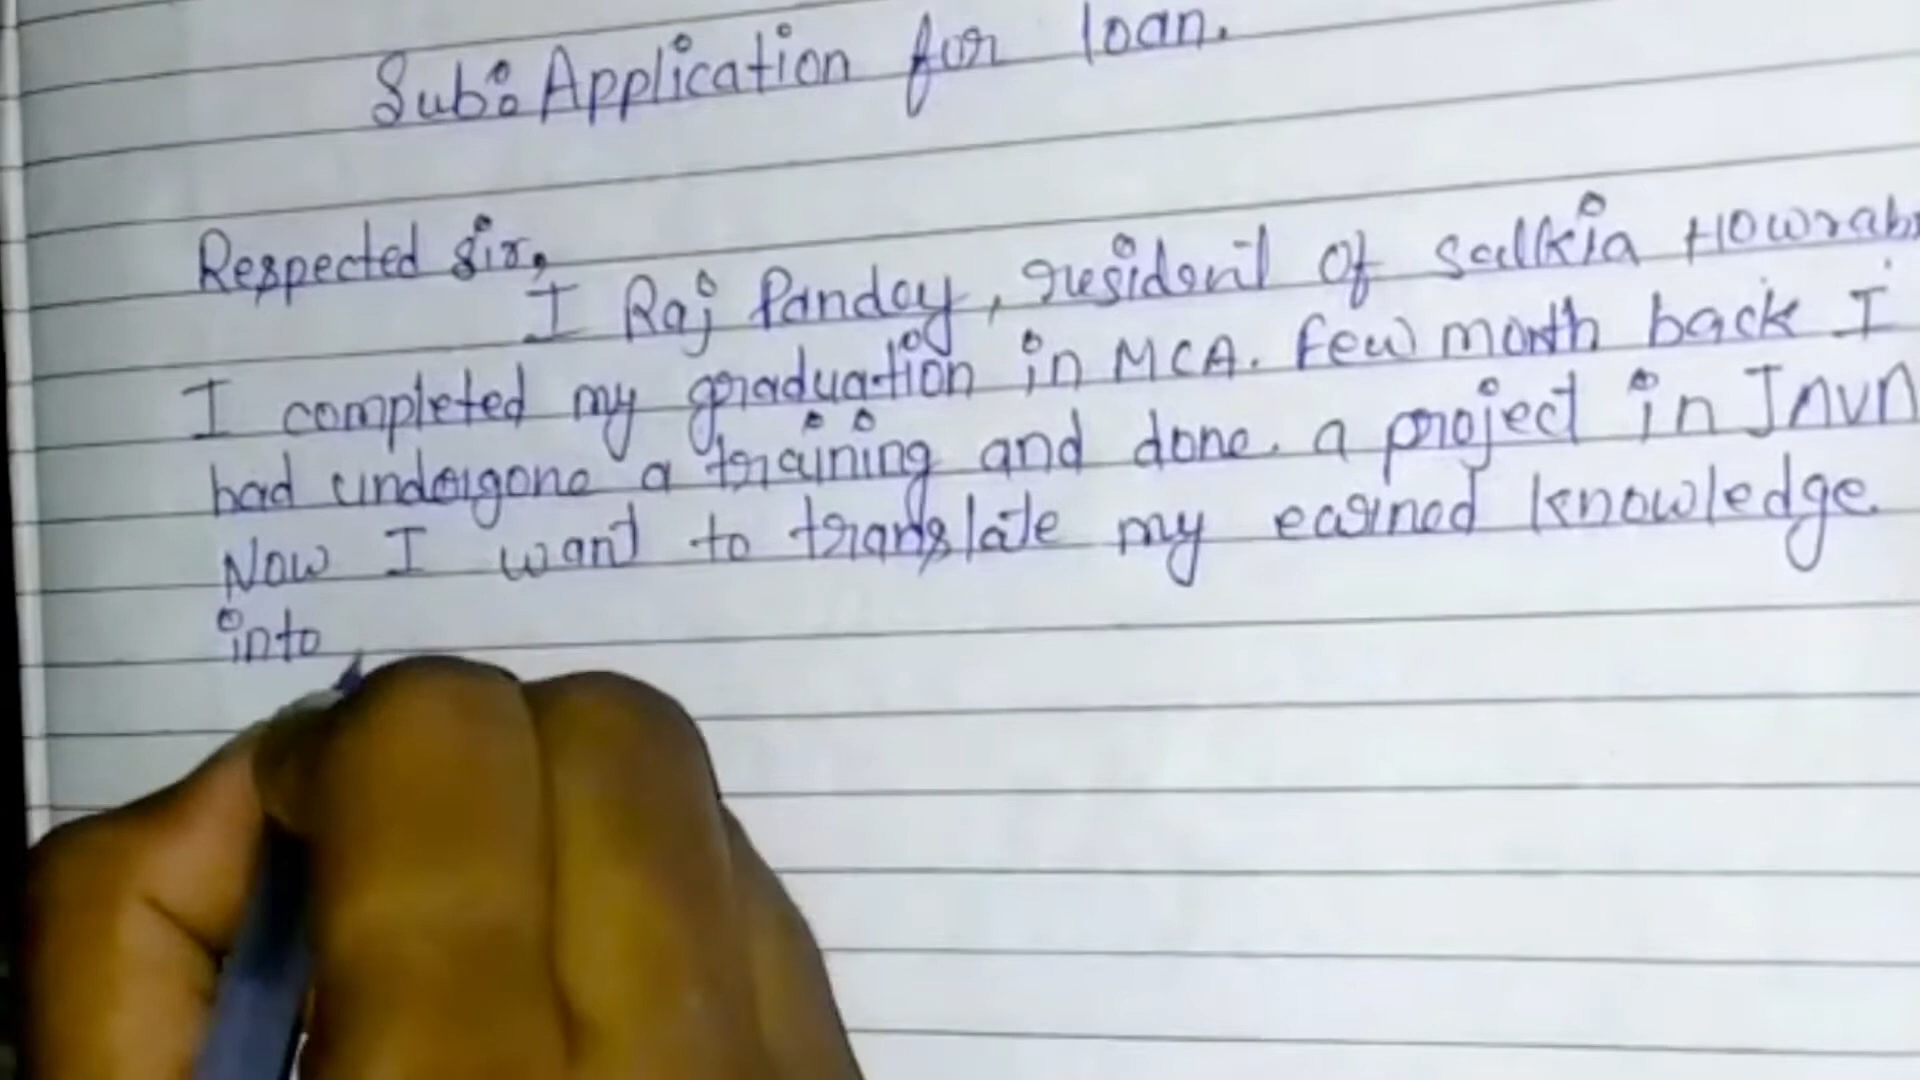 Sub: Application for loan.
Respected sir,
I Raj Panday, resident of salkia Howrah
I completed my graduation in MCA. few month back I
had undergone a training and done. a project in
Now I want to translate my earned knowledge
into